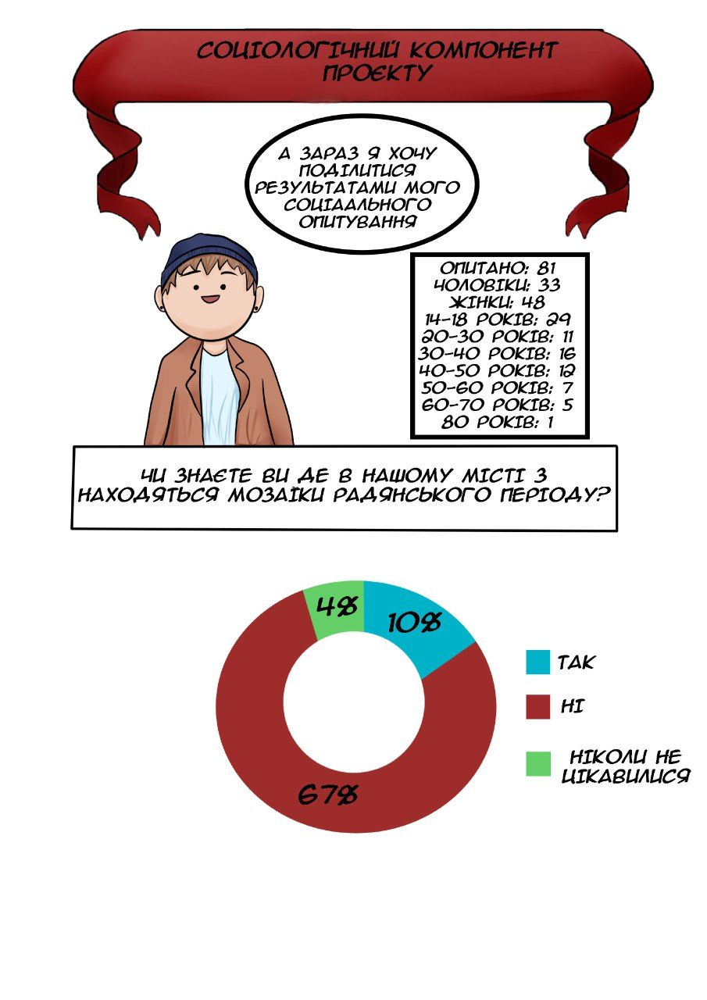 СОЦІОЛОГІЧНИЙ КОМПОНЕНТ
ПРОЄКТУ
А ЗАРАЗ Я ХОЧУ
ПОДІЛИТИСЯ
РЕЗУЛЬТАТАМИ МОГО
СОЦІААЛЬНОГО
ОПИТУВАННЯ
ОПИТАНО: 81
ЧОЛОВІКИ: 33
ЖІНКИ: 48
14-18 РОКІВ: 29
20-30 РОКІВ: 11
30-40 РОКІВ: 16
40-50 РОКІВ: 12
50-60 РОКІВ: 7
60-70 РОКІВ: 5
80 РОКІВ: 1
ЧИ ЗНАЄТЕ ВИ ДЕ В НАШОМУ МІСТІ З
НАХОДЯТЬСЯ МОЗАЇКИ РАДЯНСЬКОГО ПЕРІОДУ?
4%
10%
67%
ТАК
НІ
НІКОЛИ НЕ
ЦІКАВИЛИСЯ